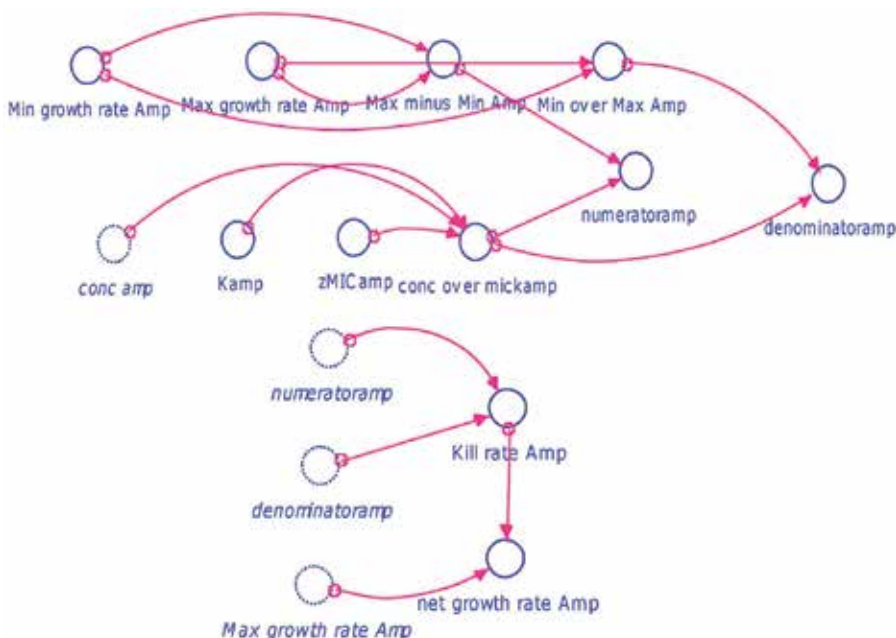 Min growth rate Amp
Max growth rate Amp
Max minus Min Amp
Min over Max Amp
numeratoramp
denominatoramp
conc amp
Kamp
zMICamp
conc over mickamp
numeratoramp
Kill rate Amp
denominatoramp
net growth rate Amp
Max growth rate Amp